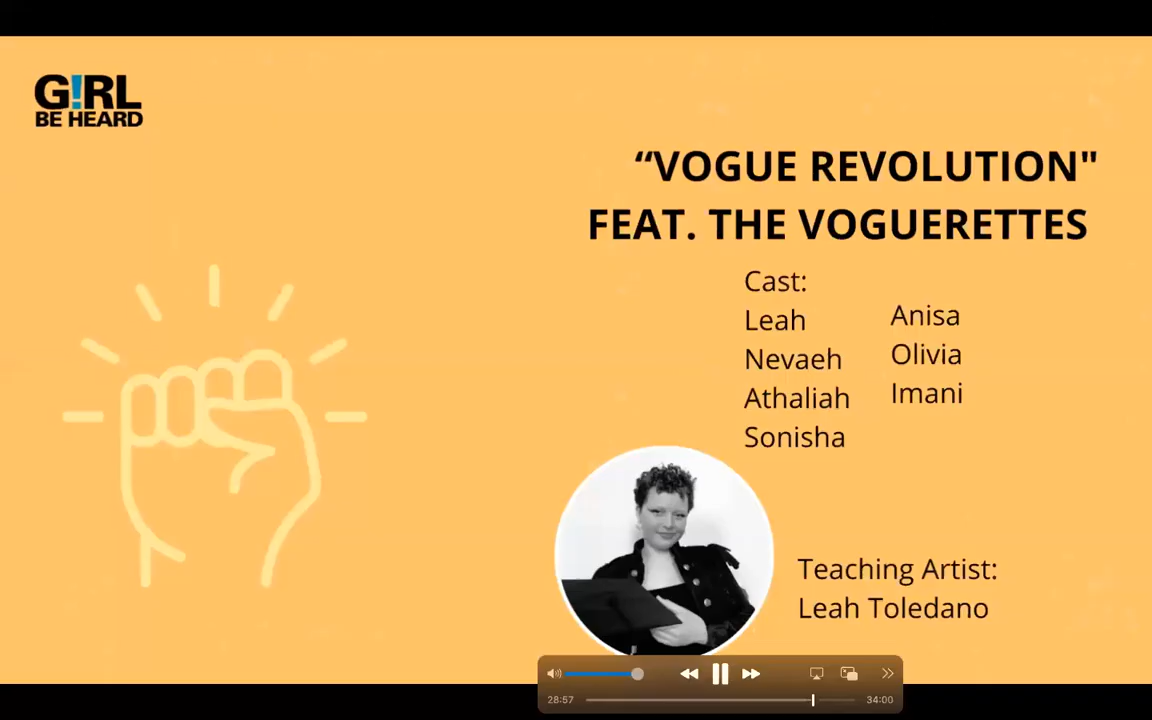 G!RL
BE HEARD
“VOGUE REVOLUTION"
FEAT. THE VOGUERETTES
Cast:
Leah
Nevaeh
Athaliah
Sonisha
Anisa
Olivia
Imani
Teaching Artist:
Leah Toledano
28:57
34:00